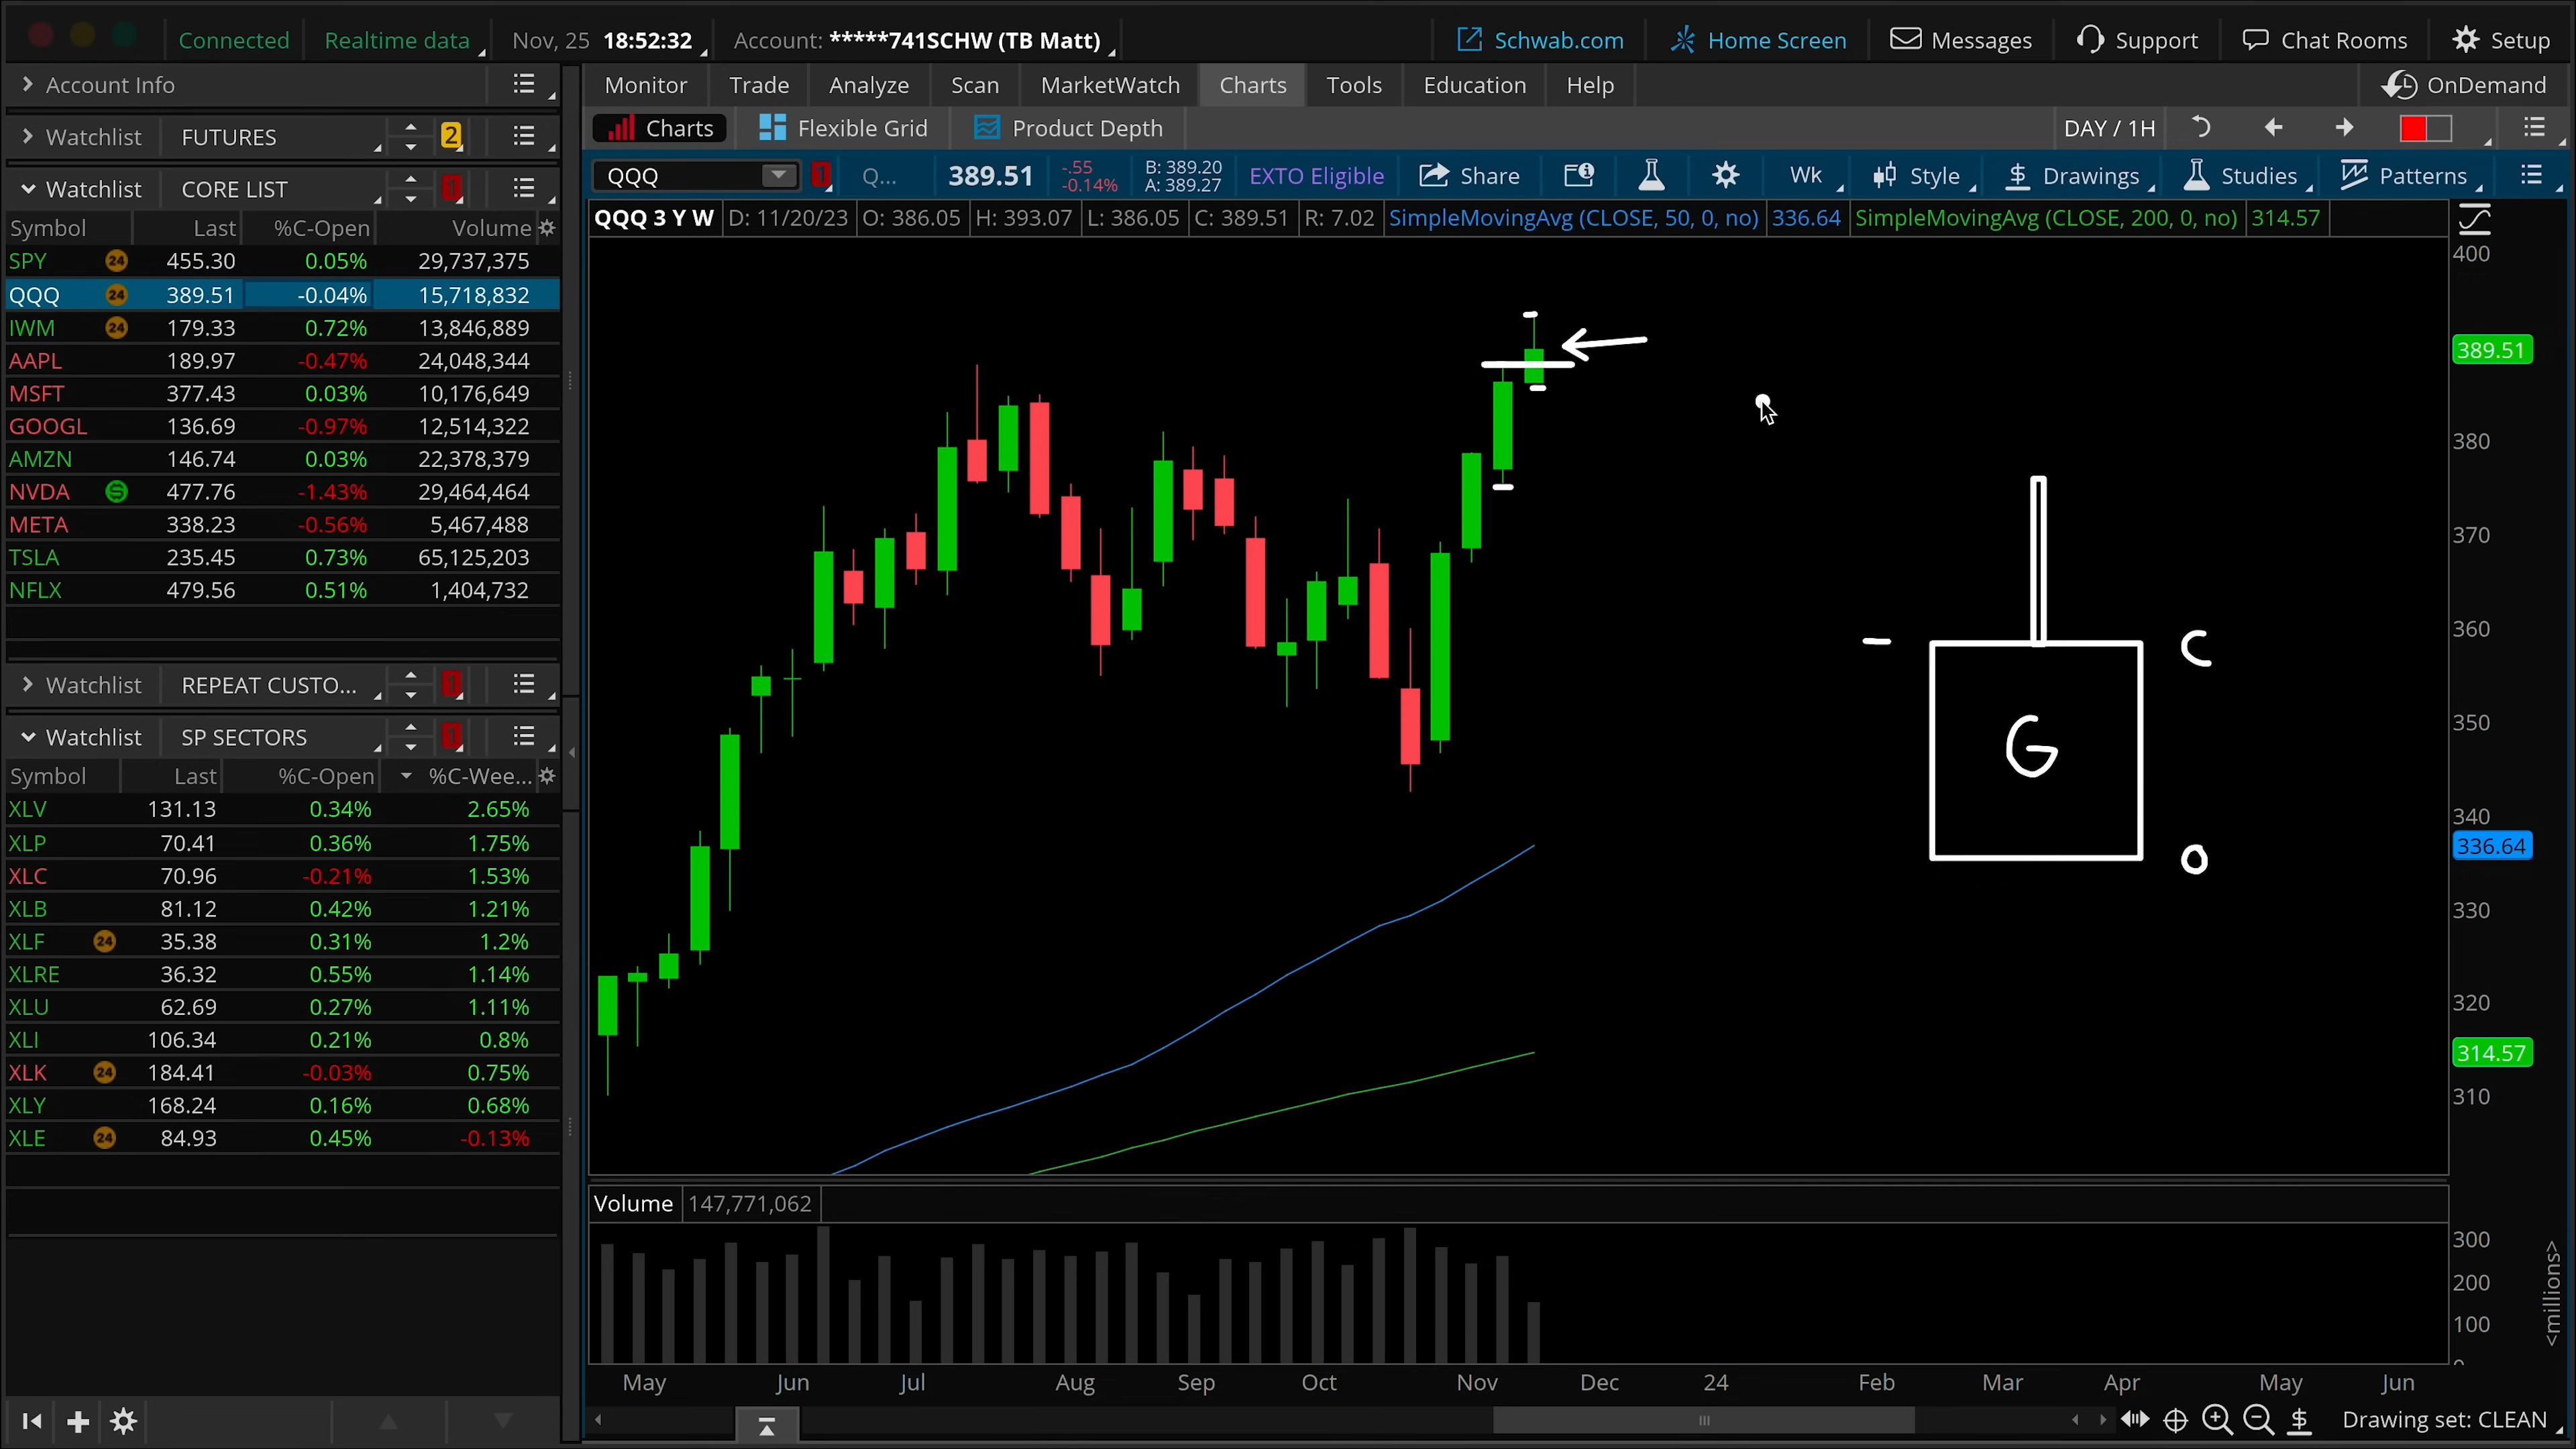 Connected Realtime data Nov, 25 18:52:32 Account: *****741SCHW (TB Matt) Schwab.com Home Screen Messages Support Chat Rooms Setup
Account Info
Monitor Trade Analyze Scan MarketWatch Charts Tools Education Help OnDemand
Watchlist FUTURES 2
Charts Flexible Grid Product Depth DAY / 1H
Watchlist CORE LIST 1
QQQ 1 Q... 389.51 -.55 -0.14% B: 389.20 A: 389.27 EXTO Eligible Share Wk Style Drawings Studies Patterns
QQQ 3 Y W D: 11/20/23 O: 386.05 H: 393.07 L: 386.05 C: 389.51 R: 7.02 SimpleMovingAvg (CLOSE, 50, 0, no) 336.64 SimpleMovingAvg (CLOSE, 200, 0, no) 314.57
Symbol Last %C-Open Volume
SPY 24 455.30 0.05% 29,737,375
QQQ 24 389.51 -0.04% 15,718,832
IWM 24 179.33 0.72% 13,846,889
AAPL 189.97 -0.47% 24,048,344
MSFT 377.43 0.03% 10,176,649
GOOGL 136.69 -0.97% 12,514,322
AMZN 146.74 0.03% 22,378,379
NVDA 477.76 -1.43% 29,464,464
META 338.23 -0.56% 5,467,488
TSLA 235.45 0.73% 65,125,203
NFLX 479.56 0.51% 1,404,732
Watchlist REPEAT CUSTO... 1
Watchlist SP SECTORS 1
Symbol Last %C-Open %C-Wee...
XLV 131.13 0.34% 2.65%
XLP 70.41 0.36% 1.75%
XLC 70.96 -0.21% 1.53%
XLB 81.12 0.42% 1.21%
XLF 24 35.38 0.31% 1.2%
XLRE 36.32 0.55% 1.14%
XLU 62.69 0.27% 1.11%
XLI 106.34 0.21% 0.8%
XLK 24 184.41 -0.03% 0.75%
XLY 168.24 0.16% 0.68%
XLE 24 84.93 0.45% -0.13%
400
389.51
380
370
360
350
340
336.64
330
320
314.57
310
C
G
O
Volume 147,771,062
300
200
100
<millions>
May Jun Jul Aug Sep Oct Nov Dec 24 Feb Mar Apr May Jun
Drawing set: CLEAN